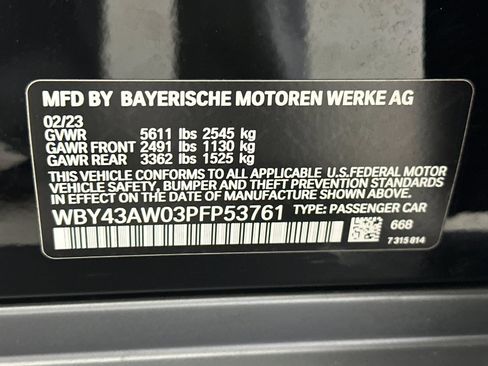 MFD BY BAYERISCHE MOTOREN WERKE AG
02/23
GVWR 5611 lbs 2545 kg
GAWR FRONT 2491 lbs 1130 kg
GAWR REAR 3362 lbs 1525 kg
THIS VEHICLE CONFORMS TO ALL APPLICABLE U.S.FEDERAL MOTOR
VEHICLE SAFETY, BUMPER AND THEFT PREVENTION STANDARDS IN
EFFECT ON THE DATE OF MANUFACTURE SHOWN ABOVE.
WBY43AW03PFP53761 TYPE: PASSENGER CAR
668
7 315 814